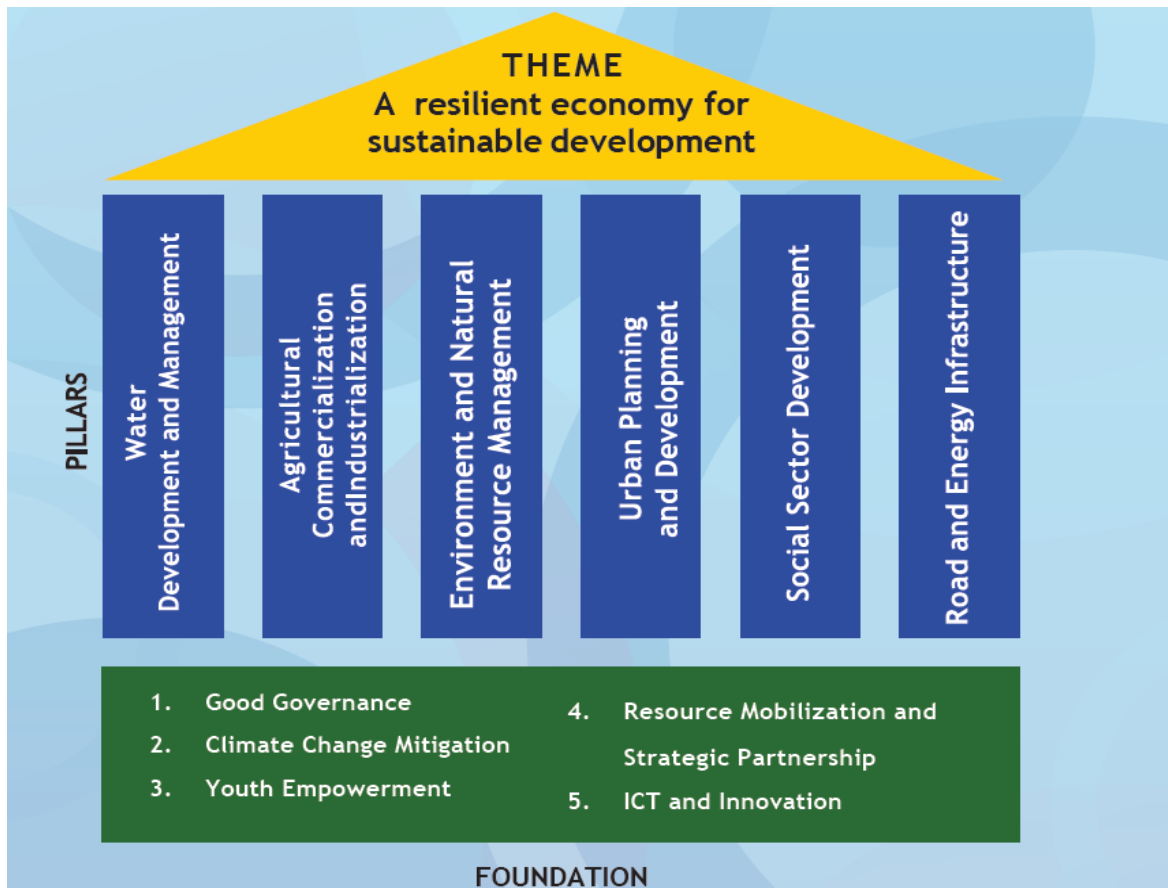 THEME
A resilient economy for
sustainable development
PILLARS
Water
Development and Management
Agricultural
Commercialization
andIndustrialization
Environment and Natural
Resource Management
Urban Planning
and Development
Social Sector Development
Road and Energy Infrastructure
1. Good Governance
2. Climate Change Mitigation
3. Youth Empowerment
4. Resource Mobilization and
Strategic Partnership
5. ICT and Innovation
FOUNDATION